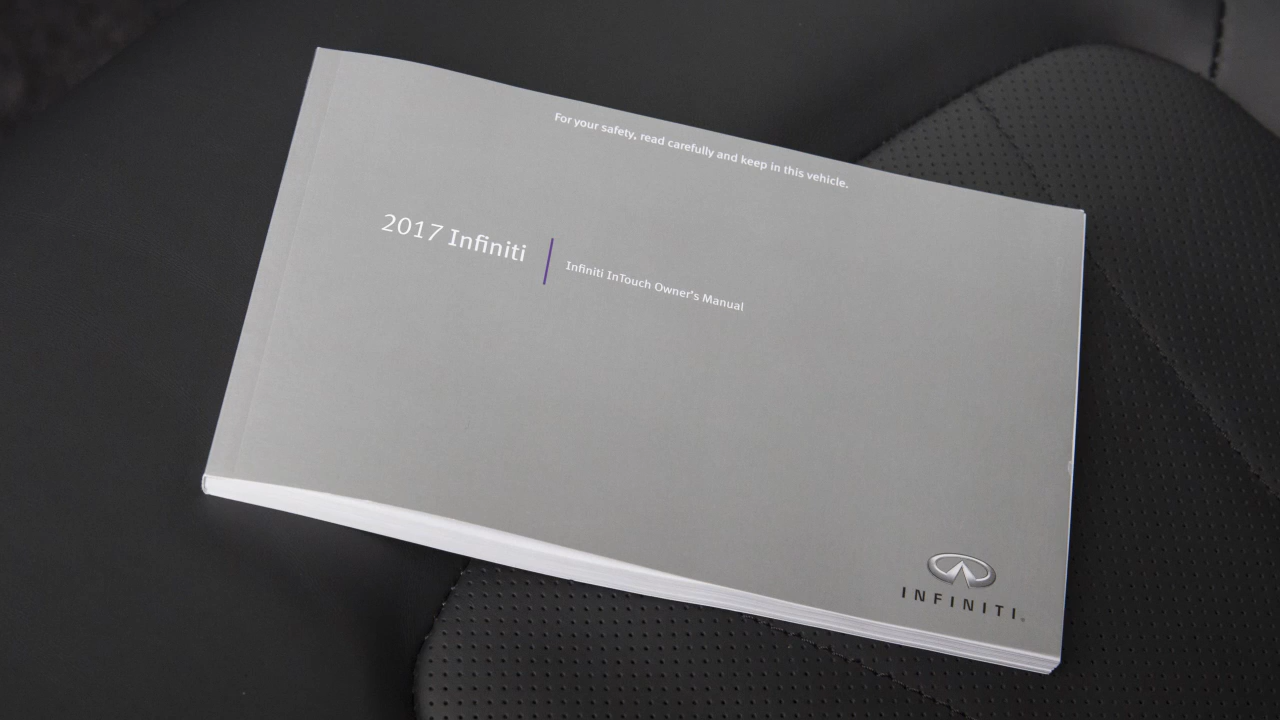 For your safety, read carefully and keep in this vehicle.
2017 Infiniti
Infiniti InTouch Owner's Manual
INFINITI®